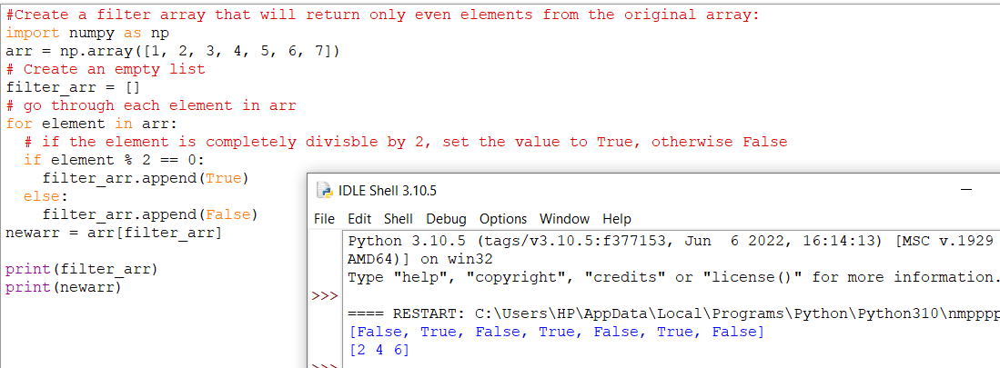 #Create a filter array that will return only even elements from the original array:
import numpy as np
arr = np.array([1, 2, 3, 4, 5, 6, 7])
# Create an empty list
filter_arr = []
# go through each element in arr
for element in arr:
  # if the element is completely divisble by 2, set the value to True, otherwise False
  if element % 2 == 0:
    filter_arr.append(True)
  else:
    filter_arr.append(False)
newarr = arr[filter_arr]
print(filter_arr)
print(newarr)
IDLE Shell 3.10.5
File Edit Shell Debug Options Window Help
Python 3.10.5 (tags/v3.10.5:f377153, Jun  6 2022, 16:14:13) [MSC v.1929
AMD64)] on win32
Type "help", "copyright", "credits" or "license()" for more information.
>>>
==== RESTART: C:\Users\HP\AppData\Local\Programs\Python\Python310\nmpppp
[False, True, False, True, False, True, False]
[2 4 6]
>>>